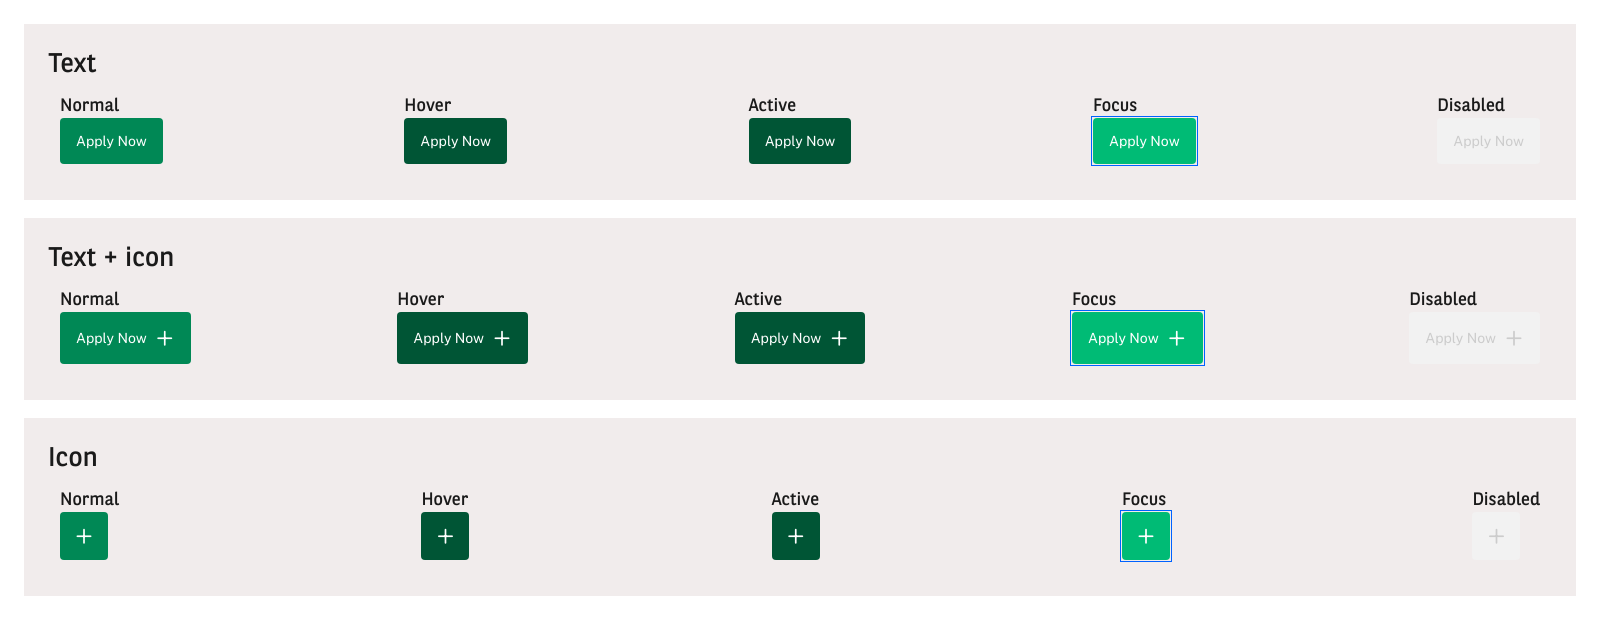 Text
Normal Hover Active Focus Disabled
Apply Now Apply Now Apply Now Apply Now Apply Now
Text + icon
Normal Hover Active Focus Disabled
Apply Now + Apply Now + Apply Now + Apply Now + Apply Now +
Icon
Normal Hover Active Focus Disabled
+ + + + +